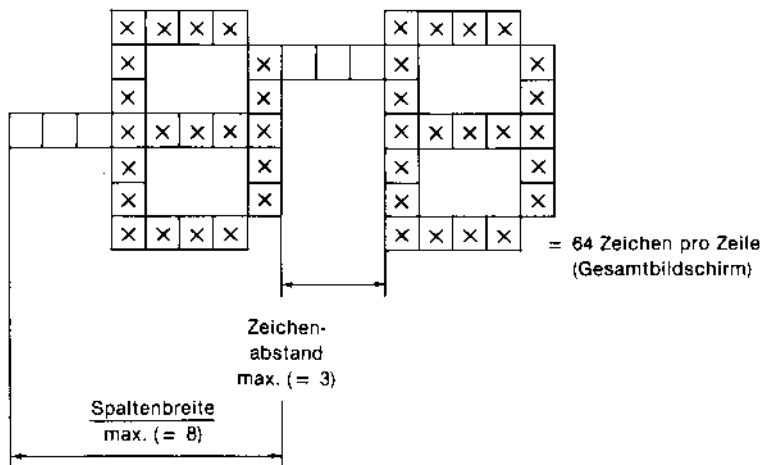 = 64 Zeichen pro Zeile
(Gesamtbildschirm)
Zeichen-
abstand
max. (= 3)
Spaltenbreite
max. (= 8)